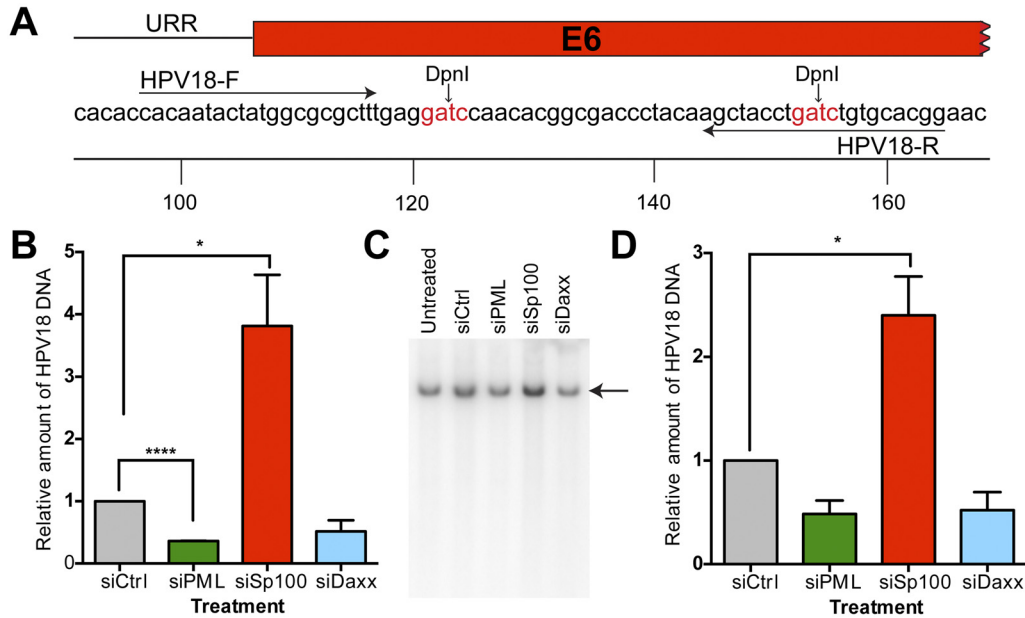 A
URR
E6
HPV18-F
DpnI
DpnI
cacaccacaatactatggcgcgctttgaggatccaacacggcgaccctacaagctacctgatctgtgcacggaac
HPV18-R
100
120
140
160
B
Relative amount of HPV18 DNA
5
4
3
2
1
0
*
****
siCtrl
siPML
siSp100
siDaxx
Treatment
C
Untreated
siCtrl
siPML
siSp100
siDaxx
D
Relative amount of HPV18 DNA
3
2
1
0
*
siCtrl
siPML
siSp100
siDaxx
Treatment